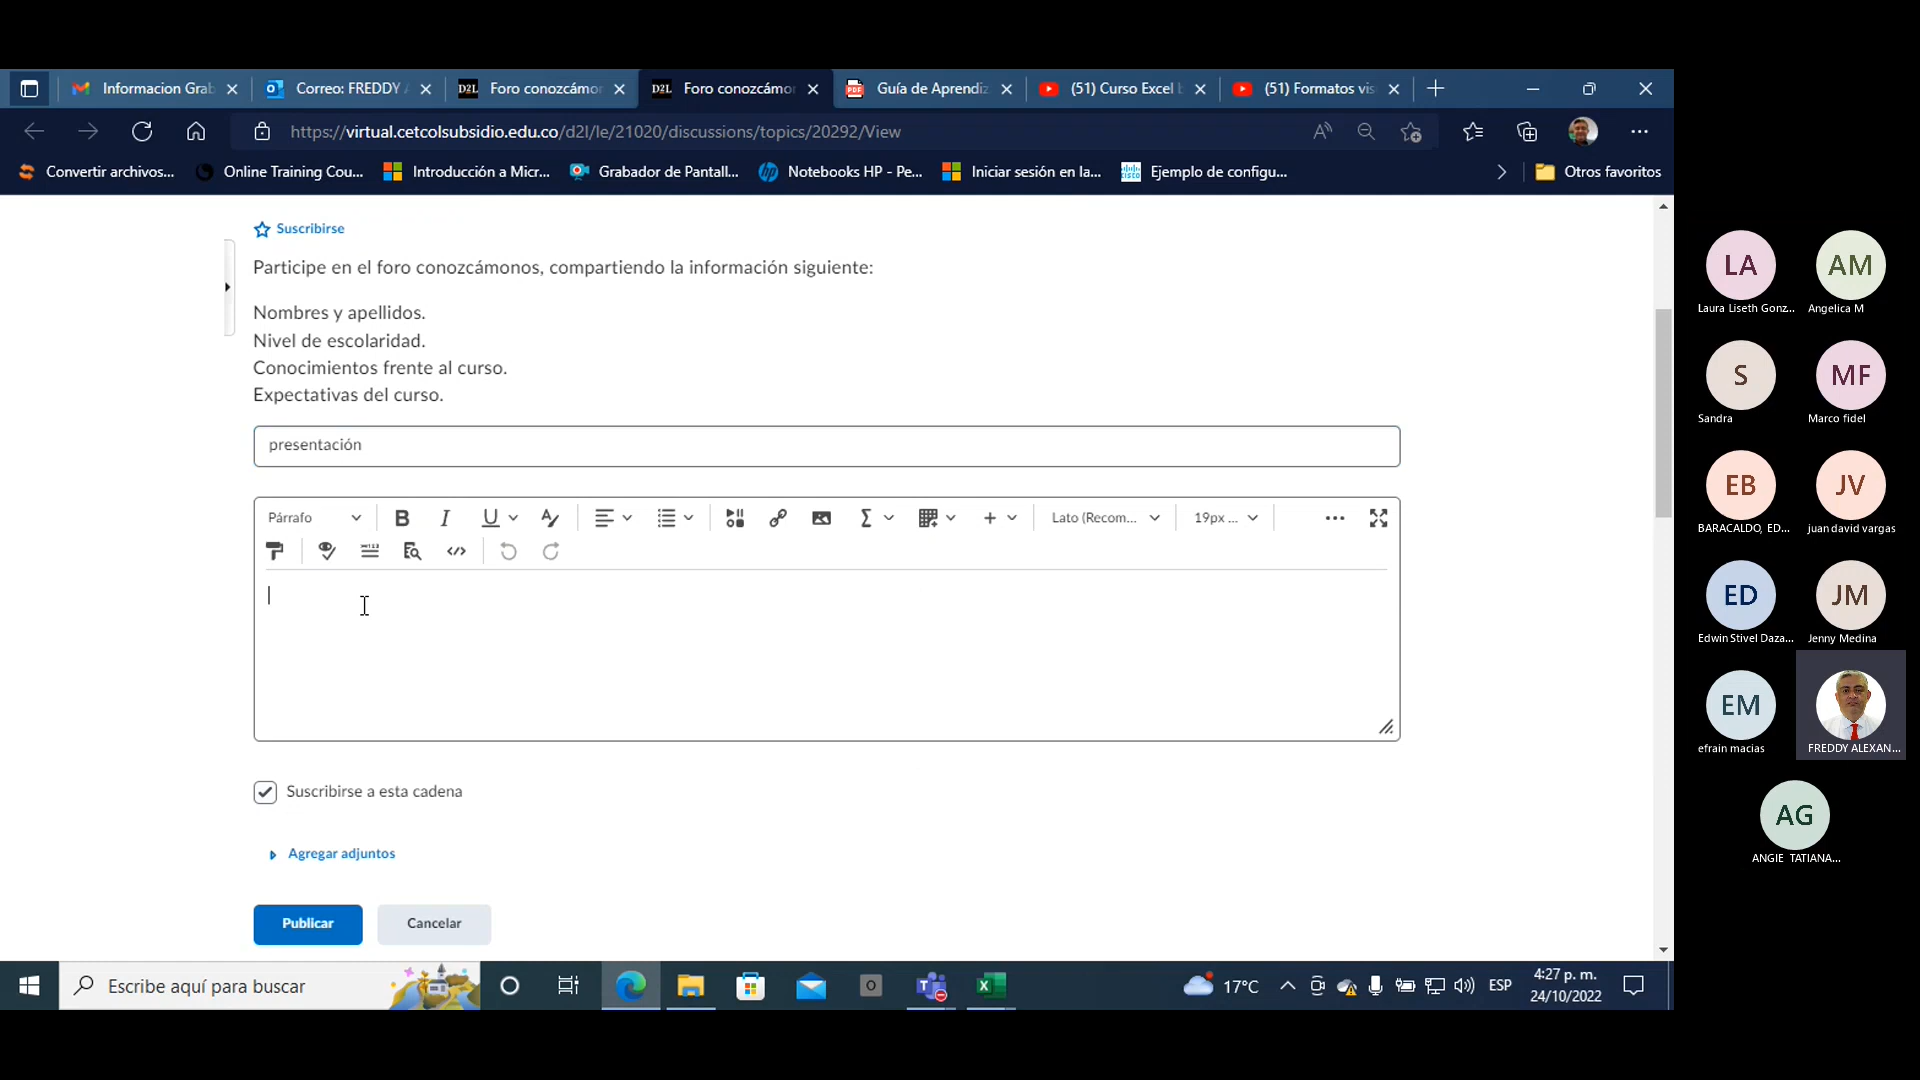 Informacion Grab
Correo: FREDDY A
D2L Foro conozcámor
D2L Foro conozcámor
PDF Guía de Aprendiz
(51) Curso Excel b
(51) Formatos vis
https://virtual.cetcolsubsidio.edu.co/d2l/le/21020/discussions/topics/20292/View
Convertir archivos...
Online Training Cou...
Introducción a Micr...
Grabador de Pantall...
Notebooks HP - Pe...
Iniciar sesión en la...
Ejemplo de configu...
Otros favoritos
Suscribirse
Participe en el foro conozcámonos, compartiendo la información siguiente:
Nombres y apellidos.
Nivel de escolaridad.
Conocimientos frente al curso.
Expectativas del curso.
presentación
Párrafo
Lato (Recom...
19px ...
Suscribirse a esta cadena
Agregar adjuntos
Publicar
Cancelar
Escribe aquí para buscar
17°C
ESP
4:27 p. m.
24/10/2022
LA
Laura Liseth Gonz...
AM
Angelica M
S
Sandra
MF
Marco fidel
EB
BARACALDO, ED...
JV
juan david vargas
ED
Edwin Stivel Daza...
JM
Jenny Medina
EM
efrain macias
FREDDY ALEXAN...
AG
ANGIE TATIANA...